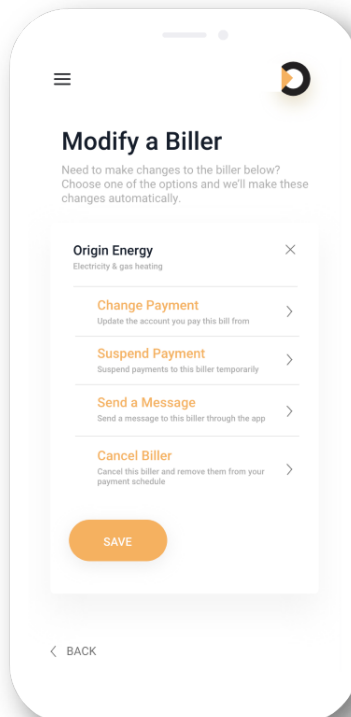 Modify a Biller
Need to make changes to the biller below?
Choose one of the options and we'll make these
changes automatically.
Origin Energy
Electricity & gas heating
Change Payment
Update the account you pay this bill from
Suspend Payment
Suspend payments to this biller temporarily
Send a Message
Send a message to this biller through the app
Cancel Biller
Cancel this biller and remove them from your
payment schedule
SAVE
BACK